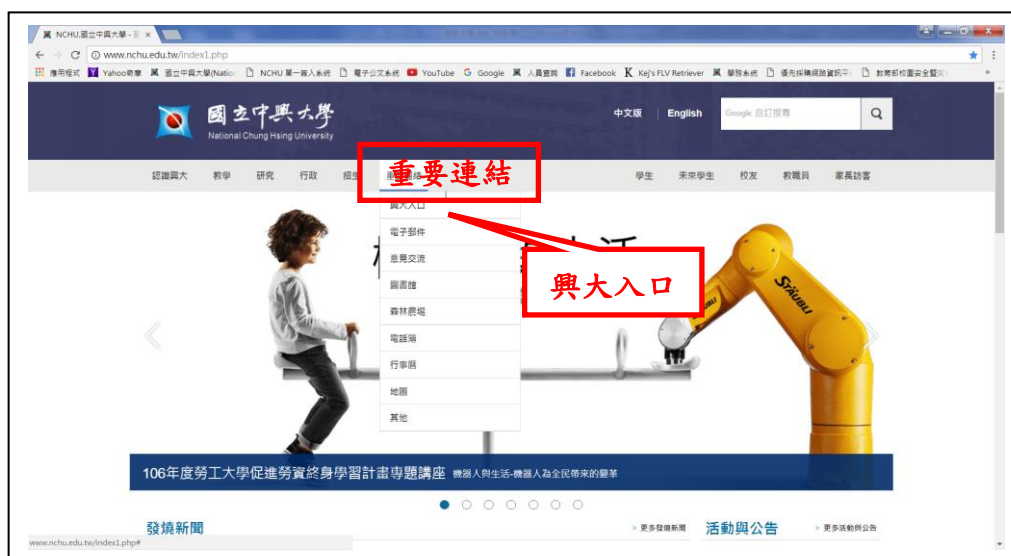 NCHU,國立中興大學 -
www.nchu.edu.tw/index1.php
應用程式 Yahoo奇摩 國立中興大學(Natio NCHU 單一簽入系統 電子公文系統 YouTube Google 人員查詢 Facebook Kej's FLV Retriever 學務系統 優先採購網路資訊平 教育部校園安全暨災
國立中興大學
National Chung Hsing University
中文版 English Google 自訂搜尋
認識興大 教學 研究 行政 招生 重要連結 學生 未來學生 校友 教職員 家長訪客
興大入口
電子郵件
意見交流
圖書館
森林農場
電話簿
行事曆
地圖
其他
興大入口
STÄUBLI
STÄUBLI
106年度勞工大學促進勞資終身學習計畫專題講座 機器人與生活-機器人為全民帶來的變革
發燒新聞 » 更多發燒新聞 活動與公告 » 更多活動與公告
www.nchu.edu.tw/index1.php#